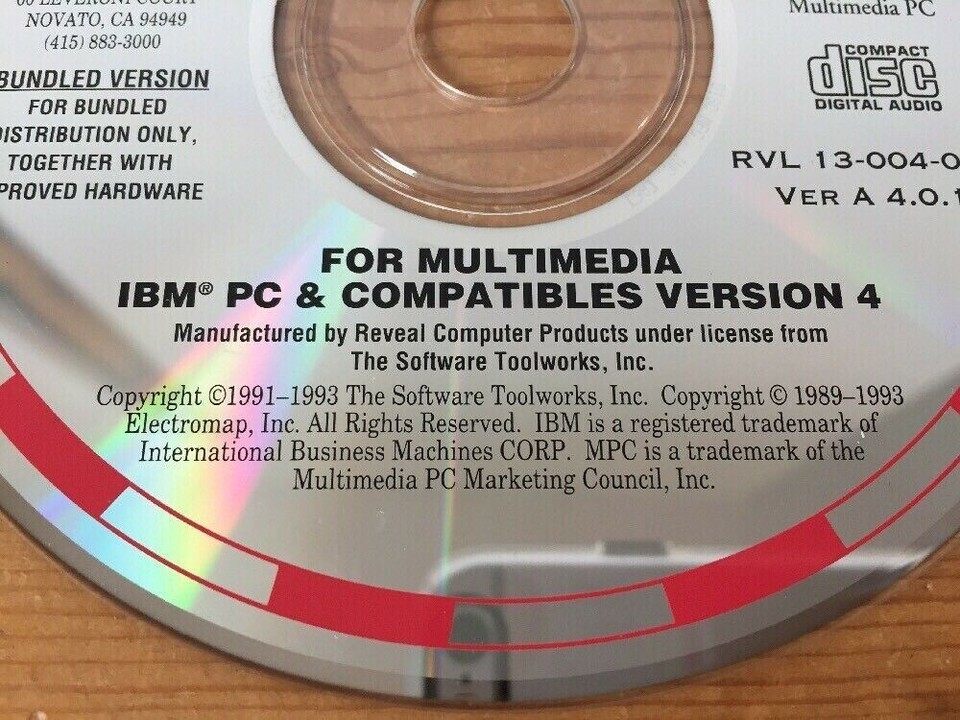 NOVATO, CA 94949
(415) 883-3000
BUNDLED VERSION
FOR BUNDLED
DISTRIBUTION ONLY,
TOGETHER WITH
HARDWARE
Multimedia PC
COMPACT
disc
DIGITAL AUDIO
RVL 13-004-0
VER A 4.0.1
FOR MULTIMEDIA
IBM® PC & COMPATIBLES VERSION 4
Manufactured by Reveal Computer Products under license from
The Software Toolworks, Inc.
Copyright ©1991–1993 The Software Toolworks, Inc. Copyright © 1989–1993
Electromap, Inc. All Rights Reserved. IBM is a registered trademark of
International Business Machines CORP. MPC is a trademark of the
Multimedia PC Marketing Council, Inc.